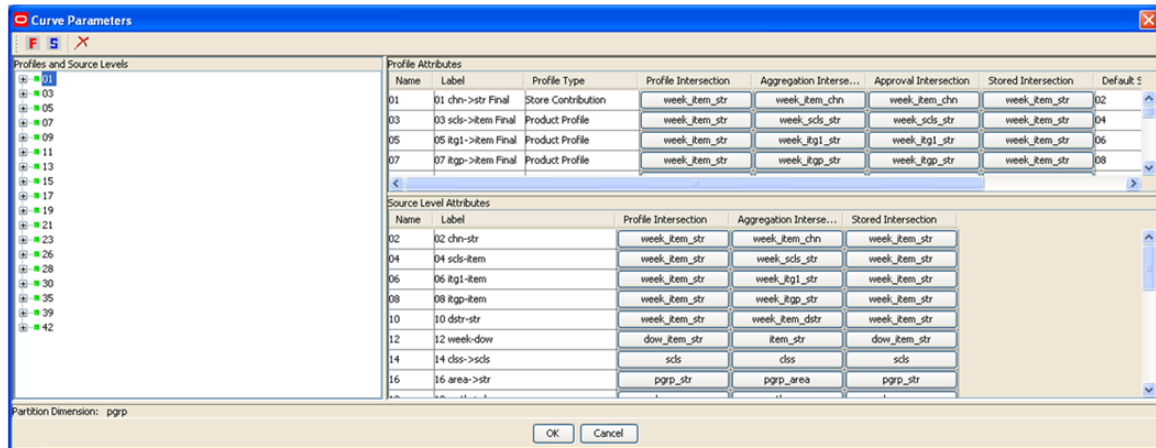 Curve Parameters
F S
Profiles and Source Levels
01
03
05
07
09
11
13
15
17
19
21
23
26
28
30
35
39
42
Profile Attributes
Name Label Profile Type Profile Intersection Aggregation Interse... Approval Intersection Stored Intersection Default S
01 01 chn->str Final Store Contribution week_item_str week_item_chn week_item_chn week_item_str 02
03 03 scls->item Final Product Profile week_item_str week_scls_str week_scls_str week_item_str 04
05 05 itg1->item Final Product Profile week_item_str week_itg1_str week_itg1_str week_item_str 06
07 07 itgp->item Final Product Profile week_item_str week_itgp_str week_itgp_str week_item_str 08
Source Level Attributes
Name Label Profile Intersection Aggregation Interse... Stored Intersection
02 02 chn-str week_item_str week_item_chn week_item_str
04 04 scls-item week_item_str week_scls_str week_item_str
06 06 itg1-item week_item_str week_itg1_str week_item_str
08 08 itgp-item week_item_str week_itgp_str week_item_str
10 10 dstr-str week_item_str week_item_dstr week_item_str
12 12 week-dow dow_item_str item_str dow_item_str
14 14 clss->scls scls clss scls
16 16 area->str pgrp_str pgrp_area pgrp_str
Partition Dimension: pgrp
OK Cancel